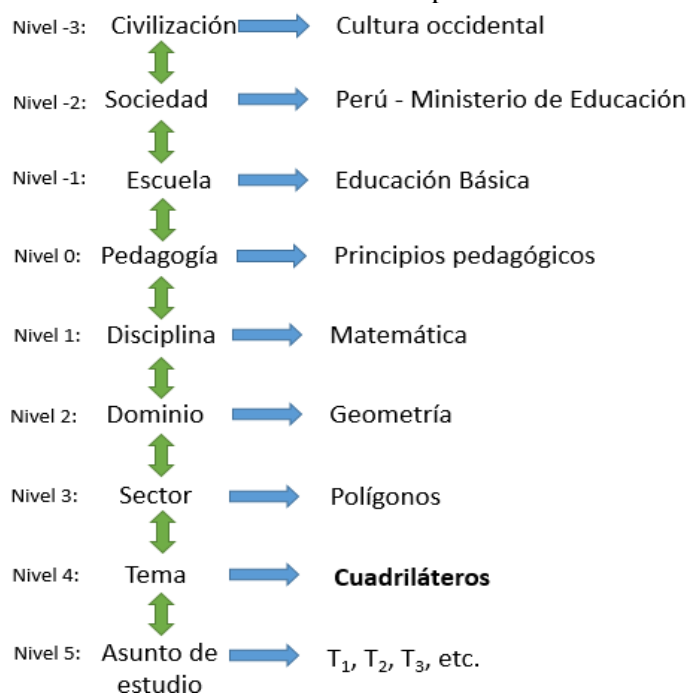 Nivel -3: Civilización Cultura occidental
Nivel -2: Sociedad Perú - Ministerio de Educación
Nivel -1: Escuela Educación Básica
Nivel 0: Pedagogía Principios pedagógicos
Nivel 1: Disciplina Matemática
Nivel 2: Dominio Geometría
Nivel 3: Sector Polígonos
Nivel 4: Tema Cuadriláteros
Nivel 5: Asunto de estudio T₁, T₂, T₃, etc.